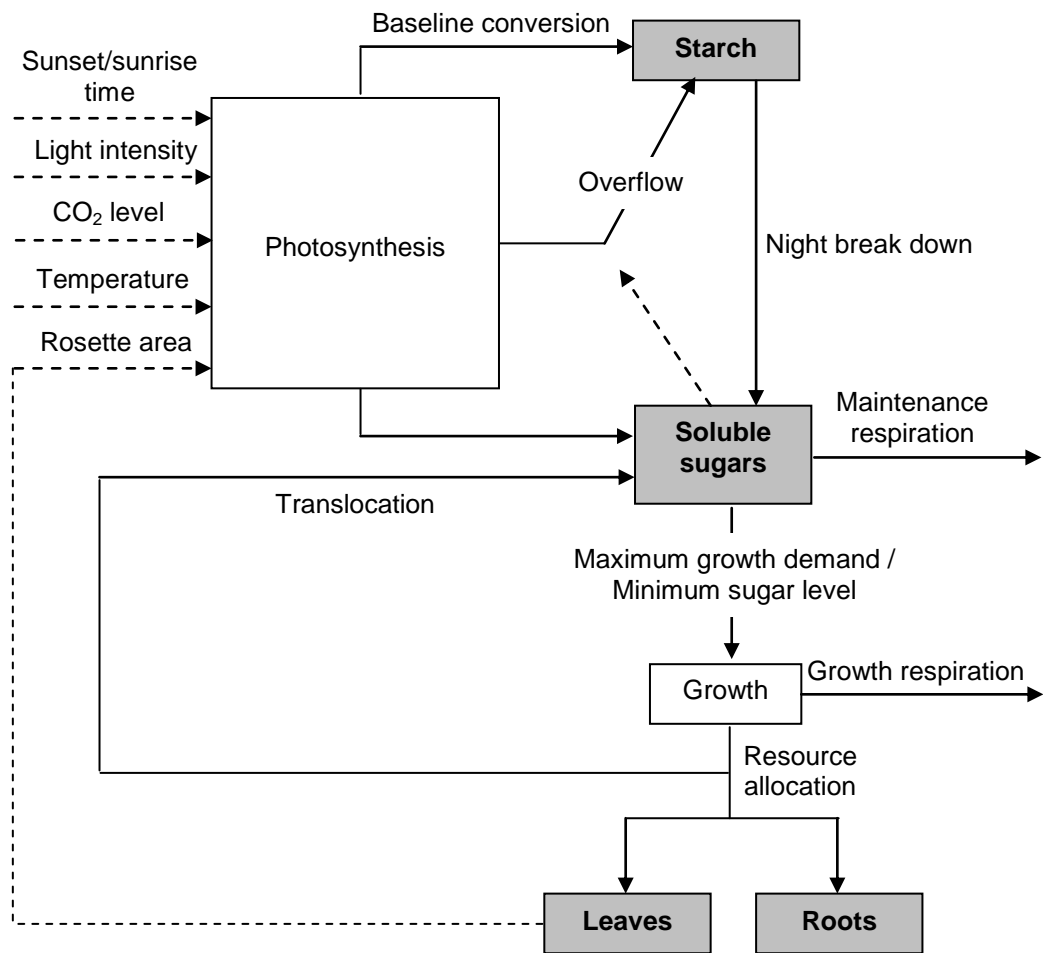 Baseline conversion
Starch
Sunset/sunrise
time
Light intensity
CO₂ level
Temperature
Rosette area
Photosynthesis
Overflow
Night break down
Soluble
sugars
Maintenance
respiration
Translocation
Maximum growth demand /
Minimum sugar level
Growth
Growth respiration
Resource
allocation
Leaves
Roots